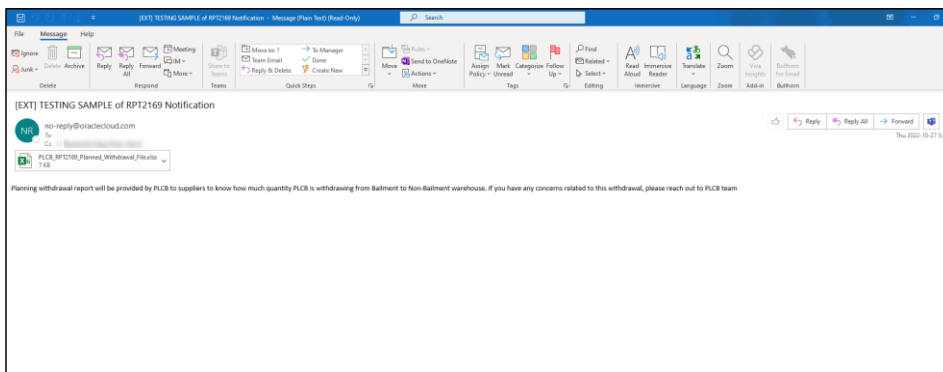 [EXT] TESTING SAMPLE of RPT2169 Notification - Message (Plain Text) (Read-Only)
Search
File Message Help
Ignore
Junk
Delete Archive
Reply Reply All Forward
Meeting
IM
More
Share to Teams
Move to: ?
Team Email
Reply & Delete
To Manager
Done
Create New
Move
Rules
Send to OneNote
Actions
Assign Policy Mark Unread Categorize Follow Up
Find
Related
Select
Read Aloud Immersive Reader
Translate
Zoom
Viva Insights
Bullhorn for Email
Delete Respond Teams Quick Steps Move Tags Editing Immersive Language Zoom Add-in Bullhorn
[EXT] TESTING SAMPLE of RPT2169 Notification
NR
no-reply@oraclecloud.com
To
Cc
Reply Reply All Forward
Thu 2022-10-27
PLCB_RPT2169_Planned_Withdrawal_File.xlsx
7 KB
Planning withdrawal report will be provided by PLCB to suppliers to know how much quantity PLCB is withdrawing from Bailment to Non-Bailment warehouse. If you have any concerns related to this withdrawal, please reach out to PLCB team